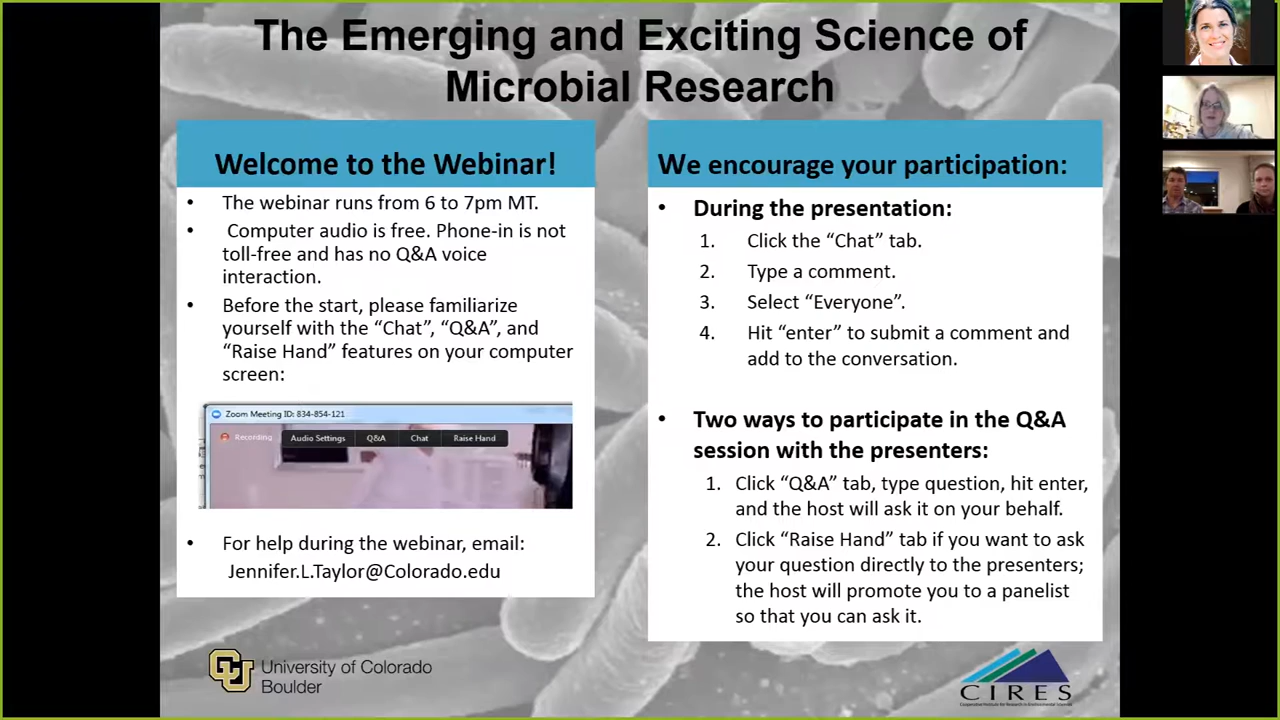 The Emerging and Exciting Science of
Microbial Research
Welcome to the Webinar!
• The webinar runs from 6 to 7pm MT.
• Computer audio is free. Phone-in is not
toll-free and has no Q&A voice
interaction.
• Before the start, please familiarize
yourself with the “Chat”, “Q&A”, and
“Raise Hand” features on your computer
screen:
Zoom Meeting ID: 834-854-121
Recording
Audio Settings Q&A Chat Raise Hand
• For help during the webinar, email:
Jennifer.L.Taylor@Colorado.edu
We encourage your participation:
• During the presentation:
1. Click the “Chat” tab.
2. Type a comment.
3. Select “Everyone”.
4. Hit “enter” to submit a comment and
add to the conversation.
• Two ways to participate in the Q&A
session with the presenters:
1. Click “Q&A” tab, type question, hit enter,
and the host will ask it on your behalf.
2. Click “Raise Hand” tab if you want to ask
your question directly to the presenters;
the host will promote you to a panelist
so that you can ask it.
CU
University of Colorado
Boulder
CIRES